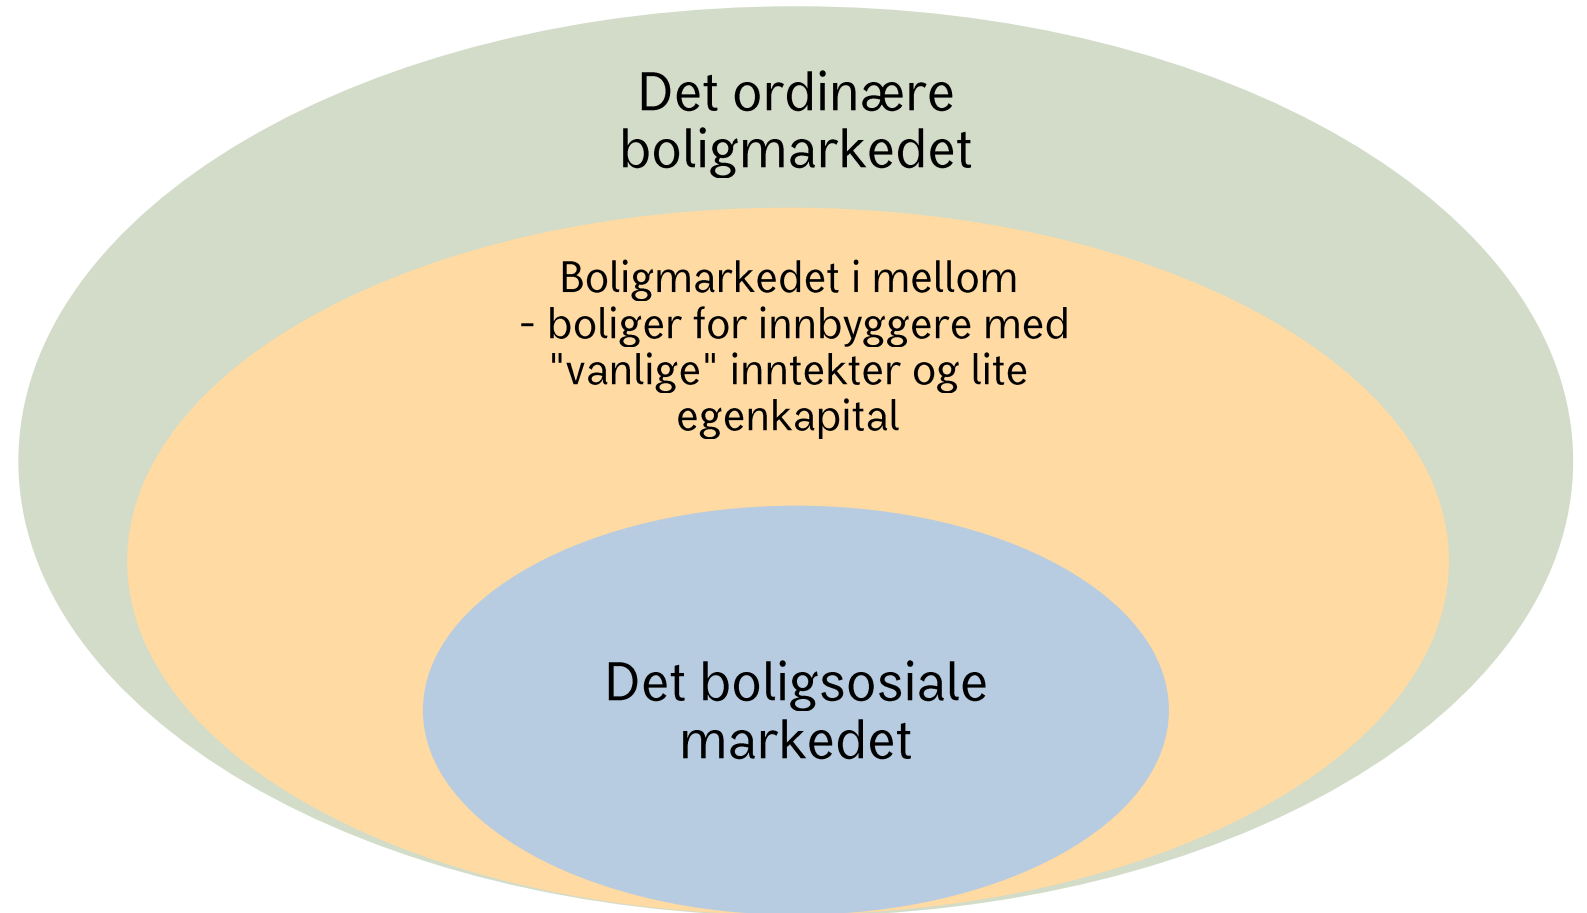 Det ordinære
boligmarkedet
Boligmarkedet i mellom
- boliger for innbyggere med
"vanlige" inntekter og lite
egenkapital
Det boligsosiale
markedet